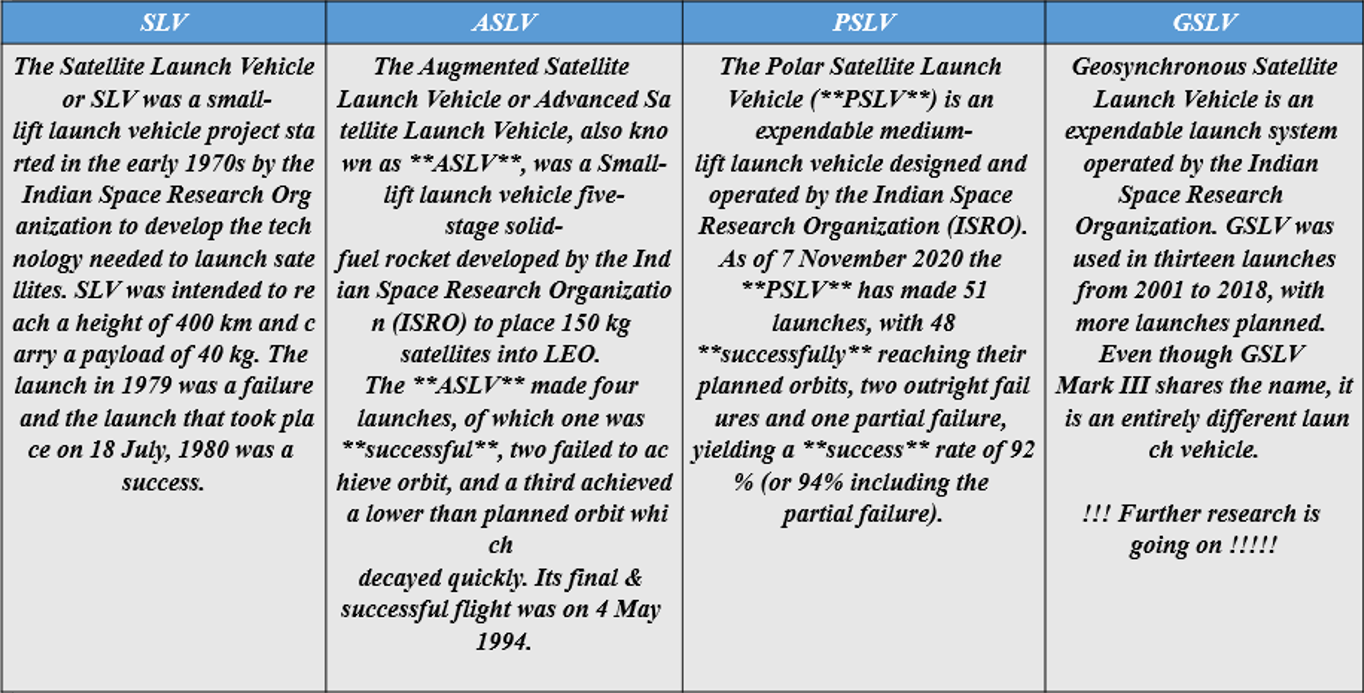 SLV
ASLV
PSLV
GSLV
The Satellite Launch Vehicle
or SLV was a small-
lift launch vehicle project sta
rted in the early 1970s by the
Indian Space Research Org
anization to develop the tech
nology needed to launch sate
llites. SLV was intended to re
ach a height of 400 km and c
arry a payload of 40 kg. The
launch in 1979 was a failure
and the launch that took pla
ce on 18 July, 1980 was a
success.
The Augmented Satellite
Launch Vehicle or Advanced Sa
tellite Launch Vehicle, also kno
wn as **ASLV**, was a Small-
lift launch vehicle five-
stage solid-
fuel rocket developed by the Ind
ian Space Research Organizatio
n (ISRO) to place 150 kg
satellites into LEO.
The **ASLV** made four
launches, of which one was
**successful**, two failed to ac
hieve orbit, and a third achieved
a lower than planned orbit whi
ch
decayed quickly. Its final &
successful flight was on 4 May
1994.
The Polar Satellite Launch
Vehicle (**PSLV**) is an
expendable medium-
lift launch vehicle designed and
operated by the Indian Space
Research Organization (ISRO).
As of 7 November 2020 the
**PSLV** has made 51
launches, with 48
**successfully** reaching their
planned orbits, two outright fail
ures and one partial failure,
yielding a **success** rate of 92
% (or 94% including the
partial failure).
Geosynchronous Satellite
Launch Vehicle is an
expendable launch system
operated by the Indian
Space Research
Organization. GSLV was
used in thirteen launches
from 2001 to 2018, with
more launches planned.
Even though GSLV
Mark III shares the name, it
is an entirely different laun
ch vehicle.
!!! Further research is
going on !!!!!